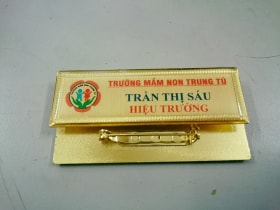 TRƯỜNG MẦM NON TRUNG TÚ
TRẦN THỊ SÁU
HIỆU TRƯỞNG